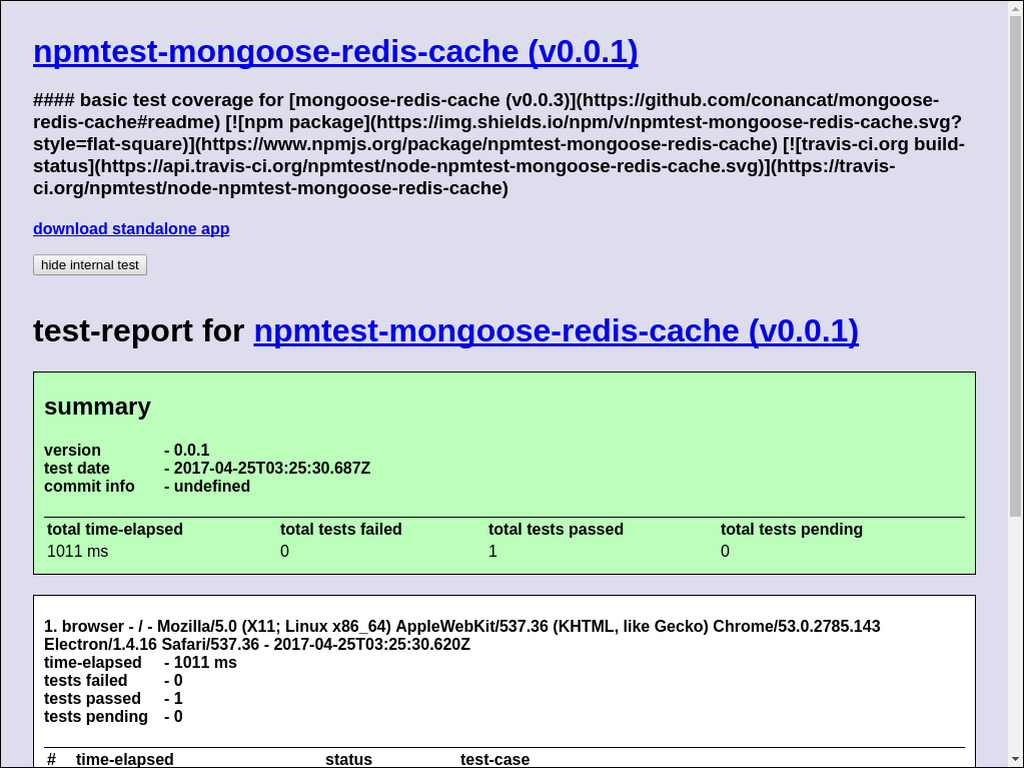 npmtest-mongoose-redis-cache (v0.0.1)
#### basic test coverage for [mongoose-redis-cache (v0.0.3)](https://github.com/conancat/mongoose-
redis-cache#readme) [![npm package](https://img.shields.io/npm/v/npmtest-mongoose-redis-cache.svg?
style=flat-square)](https://www.npmjs.org/package/npmtest-mongoose-redis-cache) [![travis-ci.org build-
status](https://api.travis-ci.org/npmtest/node-npmtest-mongoose-redis-cache.svg)](https://travis-
ci.org/npmtest/node-npmtest-mongoose-redis-cache)
download standalone app
hide internal test
test-report for npmtest-mongoose-redis-cache (v0.0.1)
summary
version - 0.0.1
test date - 2017-04-25T03:25:30.687Z
commit info - undefined
total time-elapsed total tests failed total tests passed total tests pending
1011 ms 0 1 0
1. browser - / - Mozilla/5.0 (X11; Linux x86_64) AppleWebKit/537.36 (KHTML, like Gecko) Chrome/53.0.2785.143
Electron/1.4.16 Safari/537.36 - 2017-04-25T03:25:30.620Z
time-elapsed - 1011 ms
tests failed - 0
tests passed - 1
tests pending - 0
# time-elapsed status test-case